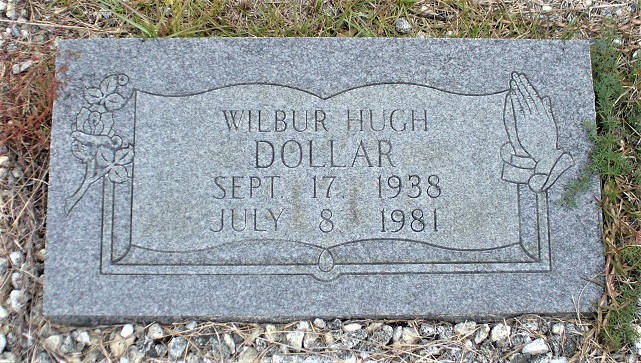 WILBUR HUGH
DOLLAR
SEPT. 17. 1938
JULY 8 1981